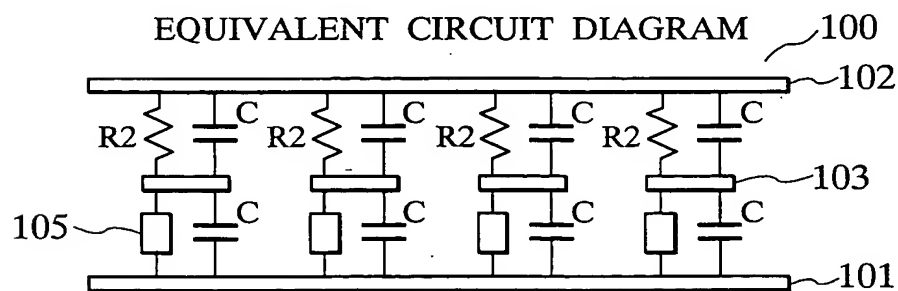 EQUIVALENT CIRCUIT DIAGRAM
100
102
R2 C R2 C R2 C R2 C
103
105 C C C C
101